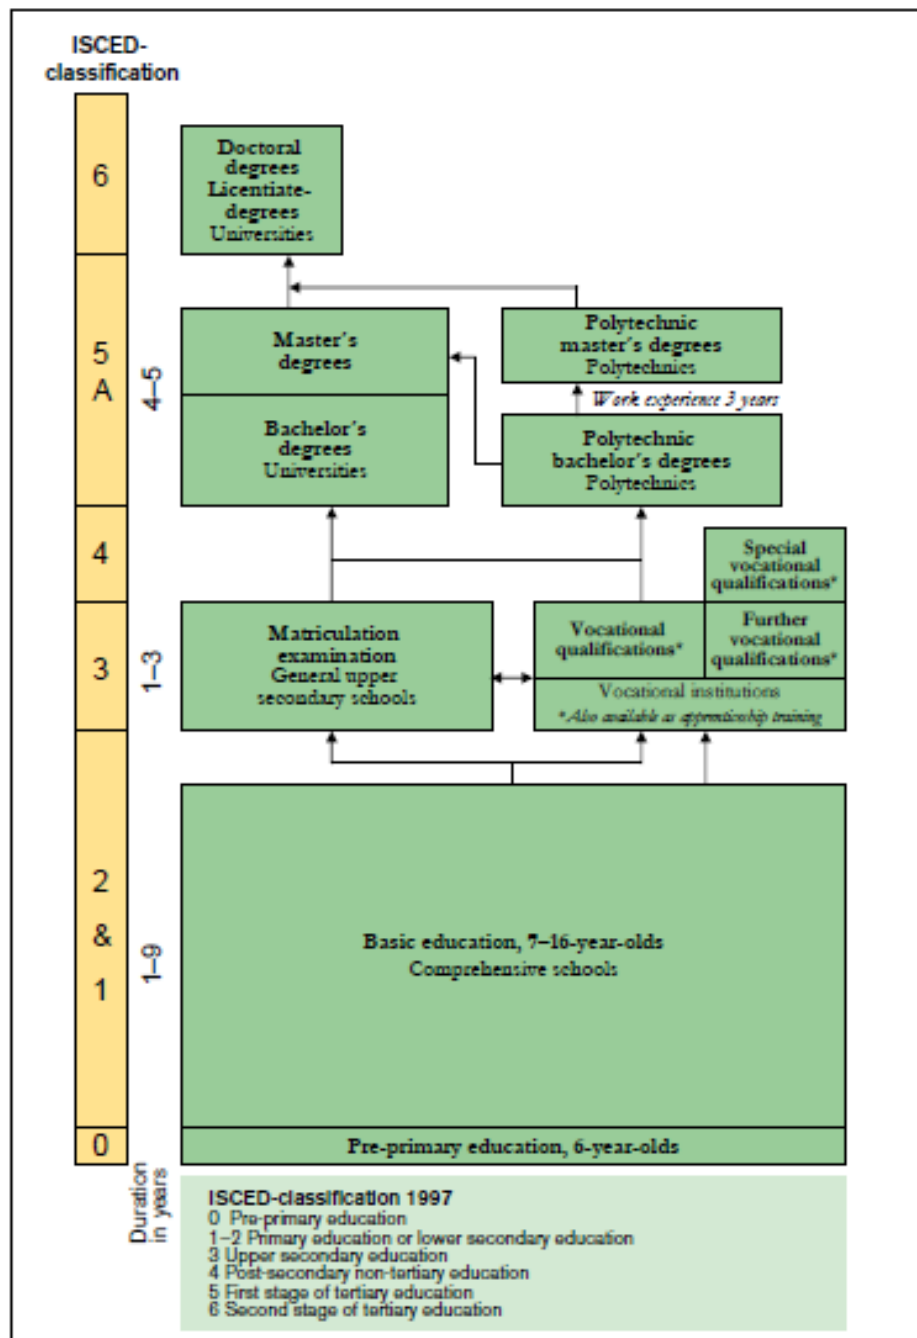 ISCED-
classification
6
Doctoral
degrees
Licentiate-
degrees
Universities
5
A
4–5
Master's
degrees
Bachelor's
degrees
Universities
Polytechnic
master's degrees
Polytechnics
Work experience 3 years
Polytechnic
bachelor's degrees
Polytechnics
4
Special
vocational
qualifications*
3
1–3
Matriculation
examination
General upper
secondary schools
Vocational
qualifications*
Further
vocational
qualifications*
Vocational institutions
*Also available as apprentionship training
2
&
1
1–9
Basic education, 7–16-year-olds
Comprehensive schools
0
Pre-primary education, 6-year-olds
Duration
in years
ISCED-classification 1997
0 Pre-primary education
1–2 Primary education or lower secondary education
3 Upper secondary education
4 Post-secondary non-tertiary education
5 First stage of tertiary education
6 Second stage of tertiary education